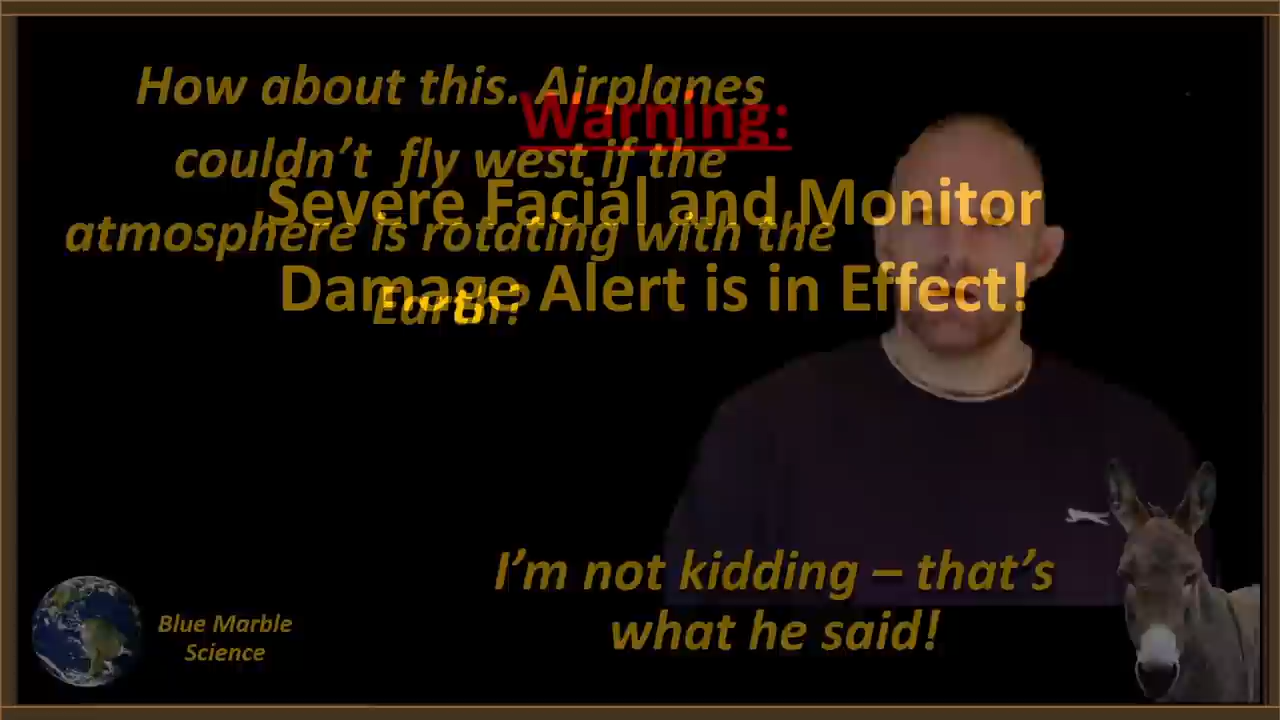 How about this. Airplanes
couldn't fly west if the
atmosphere is rotating with the
Earth?
Warning:
Severe Facial and Monitor
Damage Alert is in Effect!
I'm not kidding – that's
what he said!
Blue Marble
Science